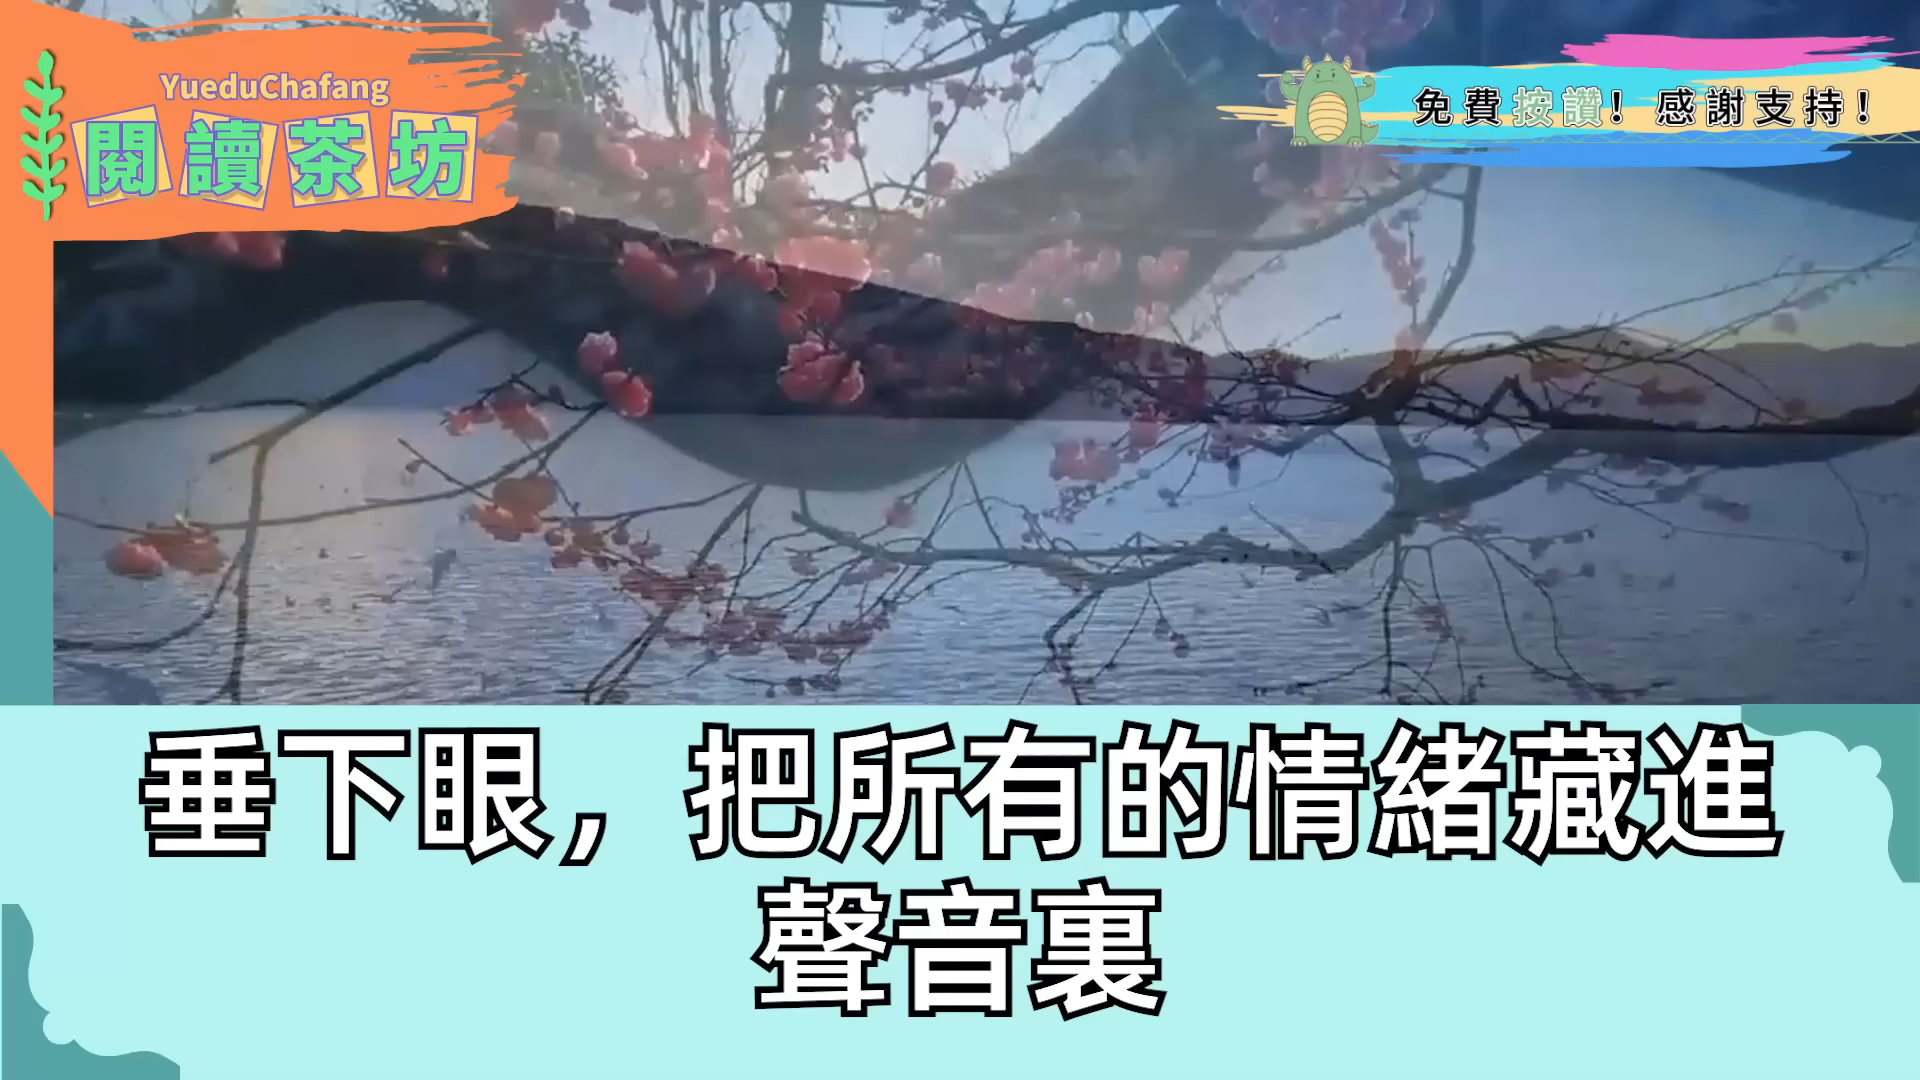 YueduChafang
閱讀茶坊
免費按讚！感謝支持！
垂下眼，把所有的情緒藏進
聲音裏